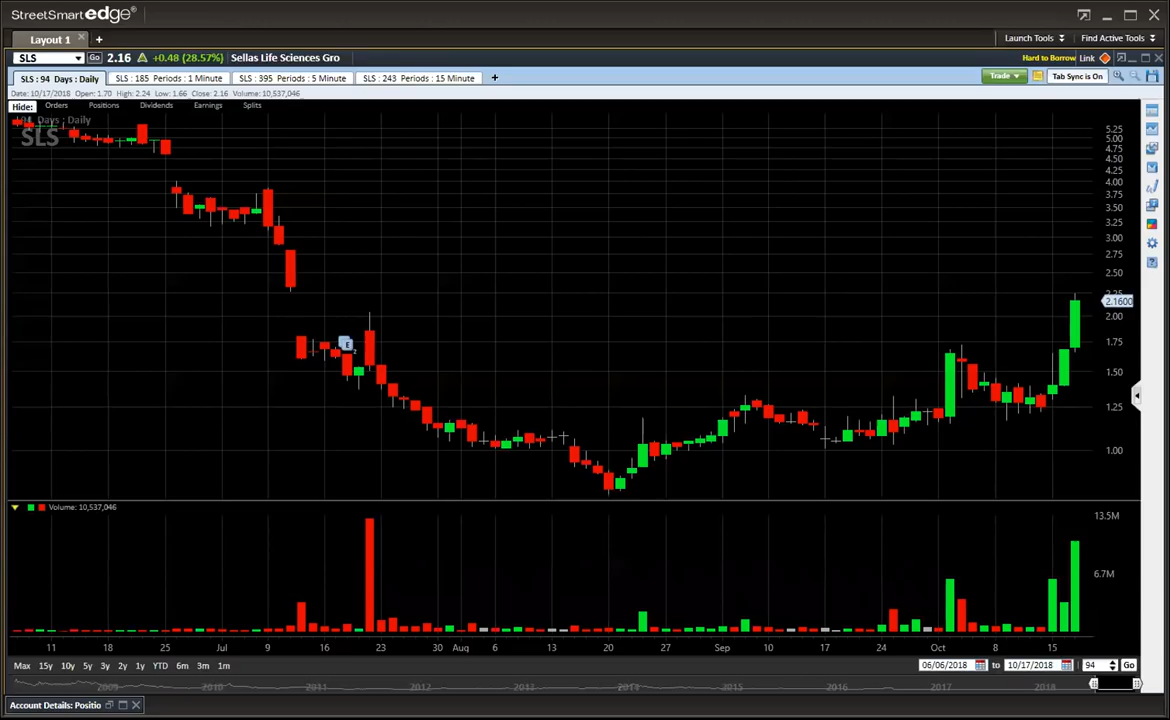 StreetSmartedge®
Layout 1 × +
Launch Tools Find Active Tools
SLS Go 2.16 +0.48 (28.57%) Sellas Life Sciences Gro Hard to Borrow Link
SLS : 94 Days : Daily SLS : 185 Periods : 1 Minute SLS : 395 Periods : 5 Minute SLS : 243 Periods : 15 Minute + Trade Tab Sync is On
Date: 10/17/2018 Open: 1.70 High: 2.24 Low: 1.66 Close: 2.16 Volume: 10,537,046
Hide: Orders Positions Dividends Earnings Splits
94 Days : Daily
SLS
5.25
5.00
4.75
4.50
4.25
4.00
3.75
3.50
3.25
3.00
2.75
2.50
2.25
2.1600
2.00
1.75
1.50
1.25
1.00
E
2
Volume: 10,537,046
13.5M
6.7M
11 18 25 Jul 9 16 23 30 Aug 6 13 20 27 Sep 10 17 24 Oct 8 15
Max 15y 10y 5y 3y 2y 1y YTD 6m 3m 1m 06/06/2018 to 10/17/2018 94 Go
2009 2010 2011 2012 2013 2014 2015 2016 2017 2018
Account Details: Positio